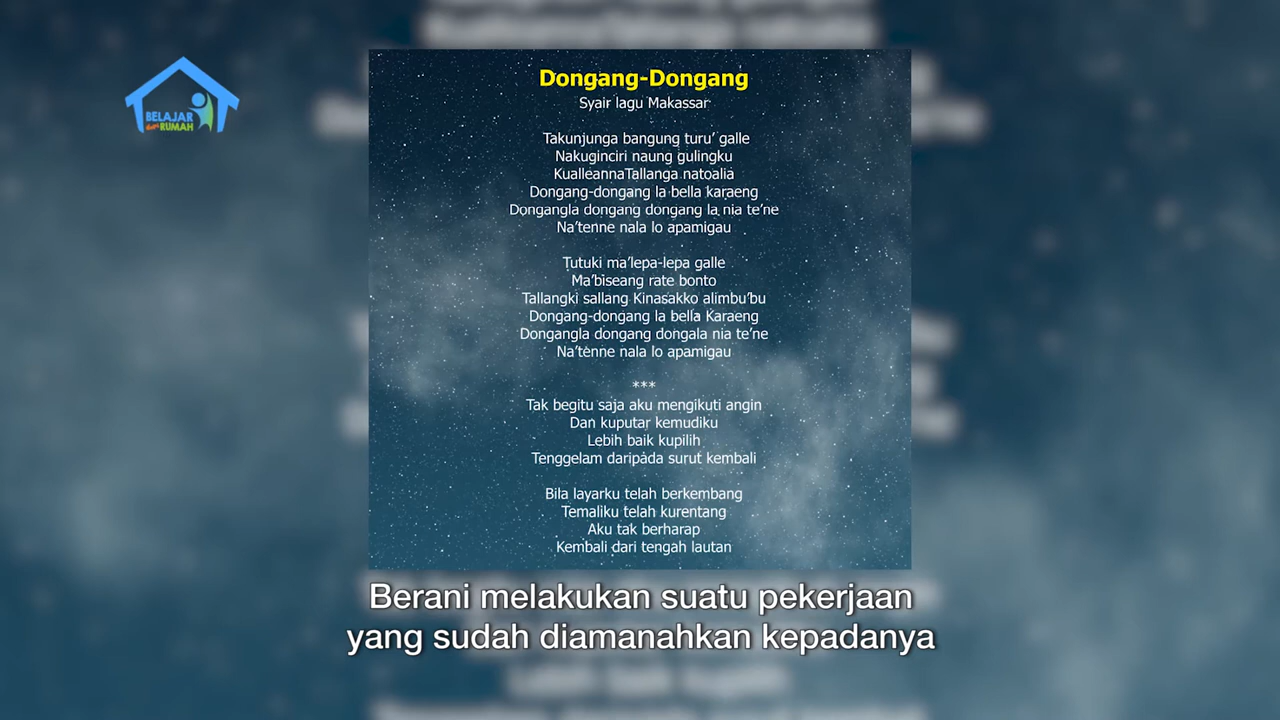 BELAJAR
dari RUMAH
Dongang-Dongang
Syair lagu Makassar
Takunjunga bangung turu' galle
Nakuginciri naung gulingku
KualleannaTallanga natoalia
Dongang-dongang la bella karaeng
Dongangla dongang dongang la nia te'ne
Na'tenne nala lo apamigau
Tutuki ma'lepa-lepa galle
Ma'biseang rate bonto
Tallangki sallang Kinasakko alimbu'bu
Dongang-dongang la bella Karaeng
Dongangla dongang dongala nia te'ne
Na'tenne nala lo apamigau
***
Tak begitu saja aku mengikuti angin
Dan kuputar kemudiku
Lebih baik kupilih
Tenggelam daripada surut kembali
Bila layarku telah berkembang
Temaliku telah kurentang
Aku tak berharap
Kembali dari tengah lautan
Berani melakukan suatu pekerjaan
yang sudah diamanahkan kepadanya